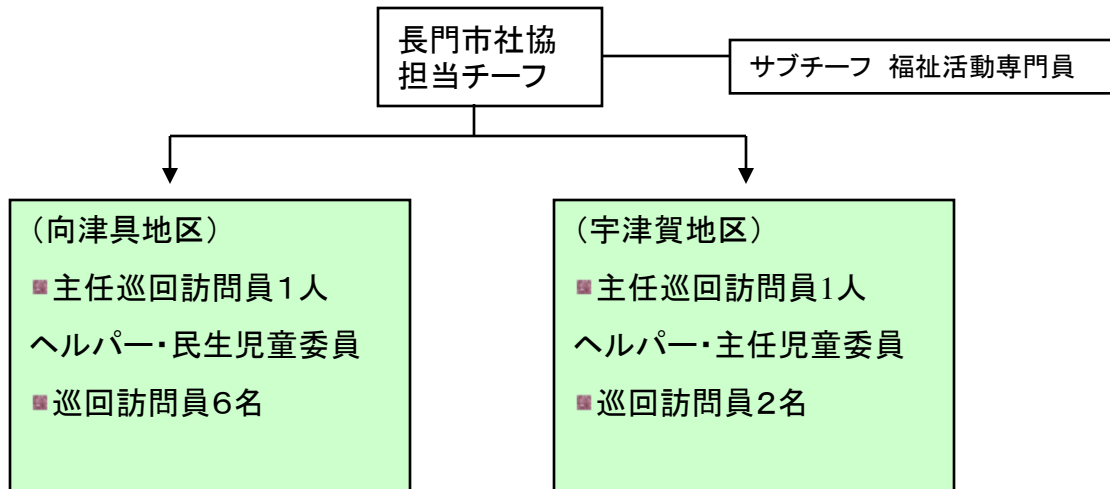 長門市社協
担当チーフ
サブチーフ 福祉活動専門員
（向津具地区）
■主任巡回訪問員１人
ヘルパー・民生児童委員
■巡回訪問員６名
（宇津賀地区）
■主任巡回訪問員1人
ヘルパー・主任児童委員
■巡回訪問員２名